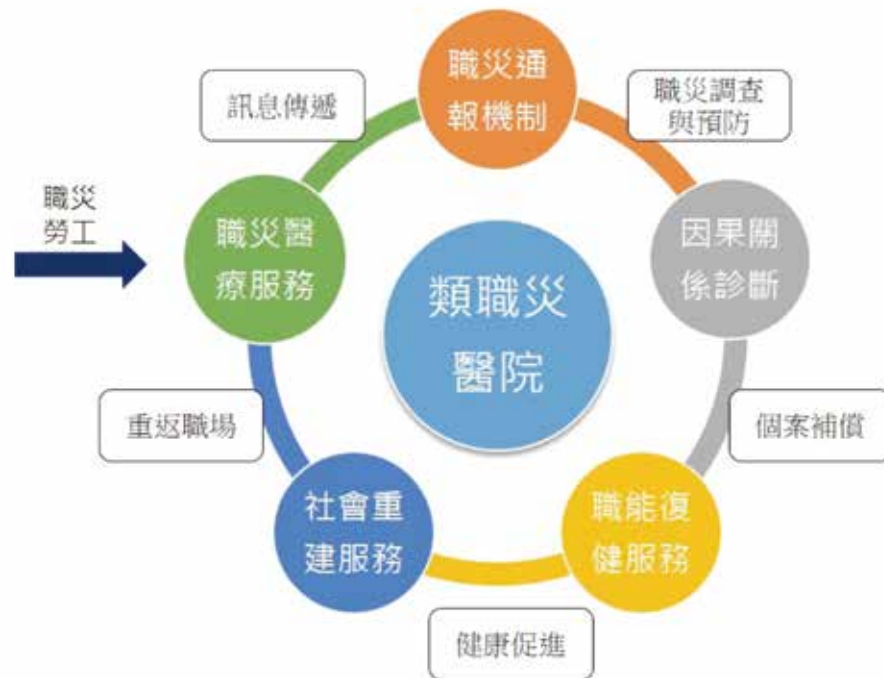 職災通
報機制
訊息傳遞
職災調查
與預防
職災
勞工
職災醫
療服務
因果關
係診斷
類職災
醫院
重返職場
個案補償
社會重
建服務
職能復
健服務
健康促進